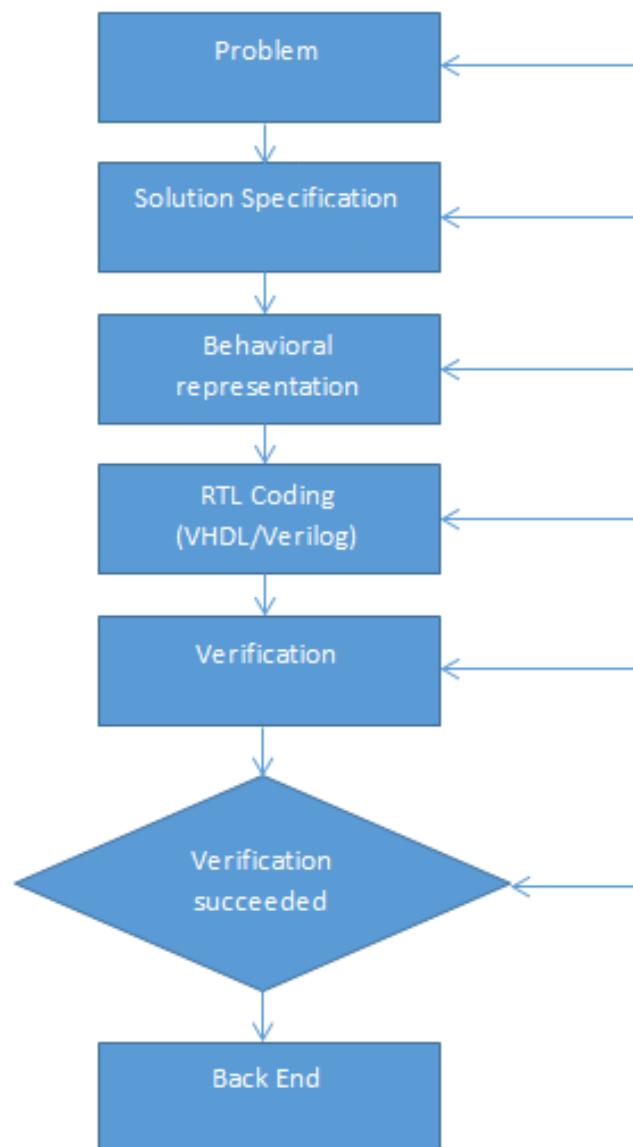 Problem
Solution Specification
Behavioral
representation
RTL Coding
(VHDL/Verilog)
Verification
Verification
succeeded
Back End